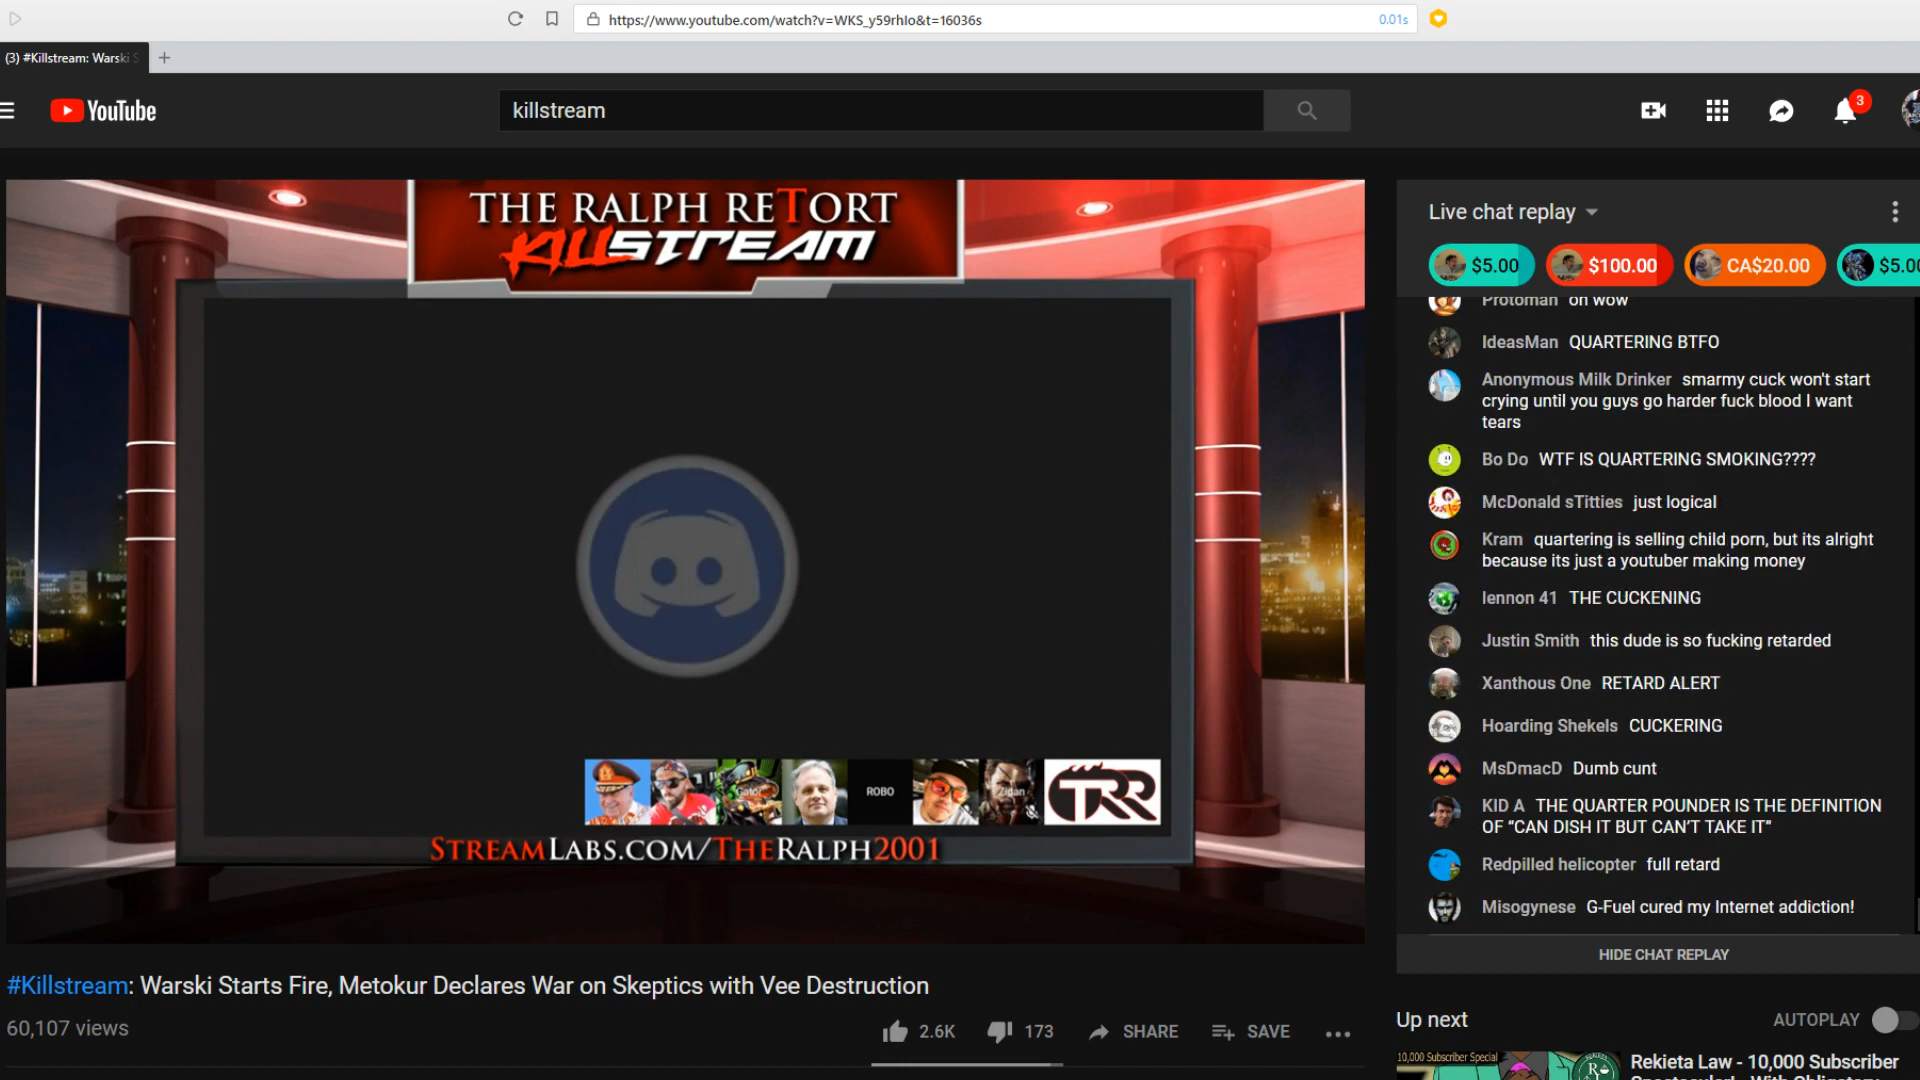 https://www.youtube.com/watch?v=WKS_y59rhIo&t=16036s
0.01s
(3) #Killstream: Warski S
YouTube
killstream
3
THE RALPH RETORT
KILLSTREAM
ROBO
Gator
Zidan
TRR
STREAMLABS.COM/THERALPH2001
Live chat replay
$5.00
$100.00
CA$20.00
$5.00
Protoman oh wow
IdeasMan QUARTERING BTFO
Anonymous Milk Drinker smarmy cuck won't start
crying until you guys go harder fuck blood I want
tears
Bo Do WTF IS QUARTERING SMOKING????
McDonald sTitties just logical
Kram quartering is selling child porn, but its alright
because its just a youtuber making money
lennon 41 THE CUCKENING
Justin Smith this dude is so fucking retarded
Xanthous One RETARD ALERT
Hoarding Shekels CUCKERING
MsDmacD Dumb cunt
KID A THE QUARTER POUNDER IS THE DEFINITION
OF “CAN DISH IT BUT CAN’T TAKE IT”
Redpilled helicopter full retard
Misogynese G-Fuel cured my Internet addiction!
HIDE CHAT REPLAY
#Killstream: Warski Starts Fire, Metokur Declares War on Skeptics with Vee Destruction
60,107 views
2.6K
173
SHARE
SAVE
Up next
AUTOPLAY
10,000 Subscriber Special
Rekieta Law - 10,000 Subscriber